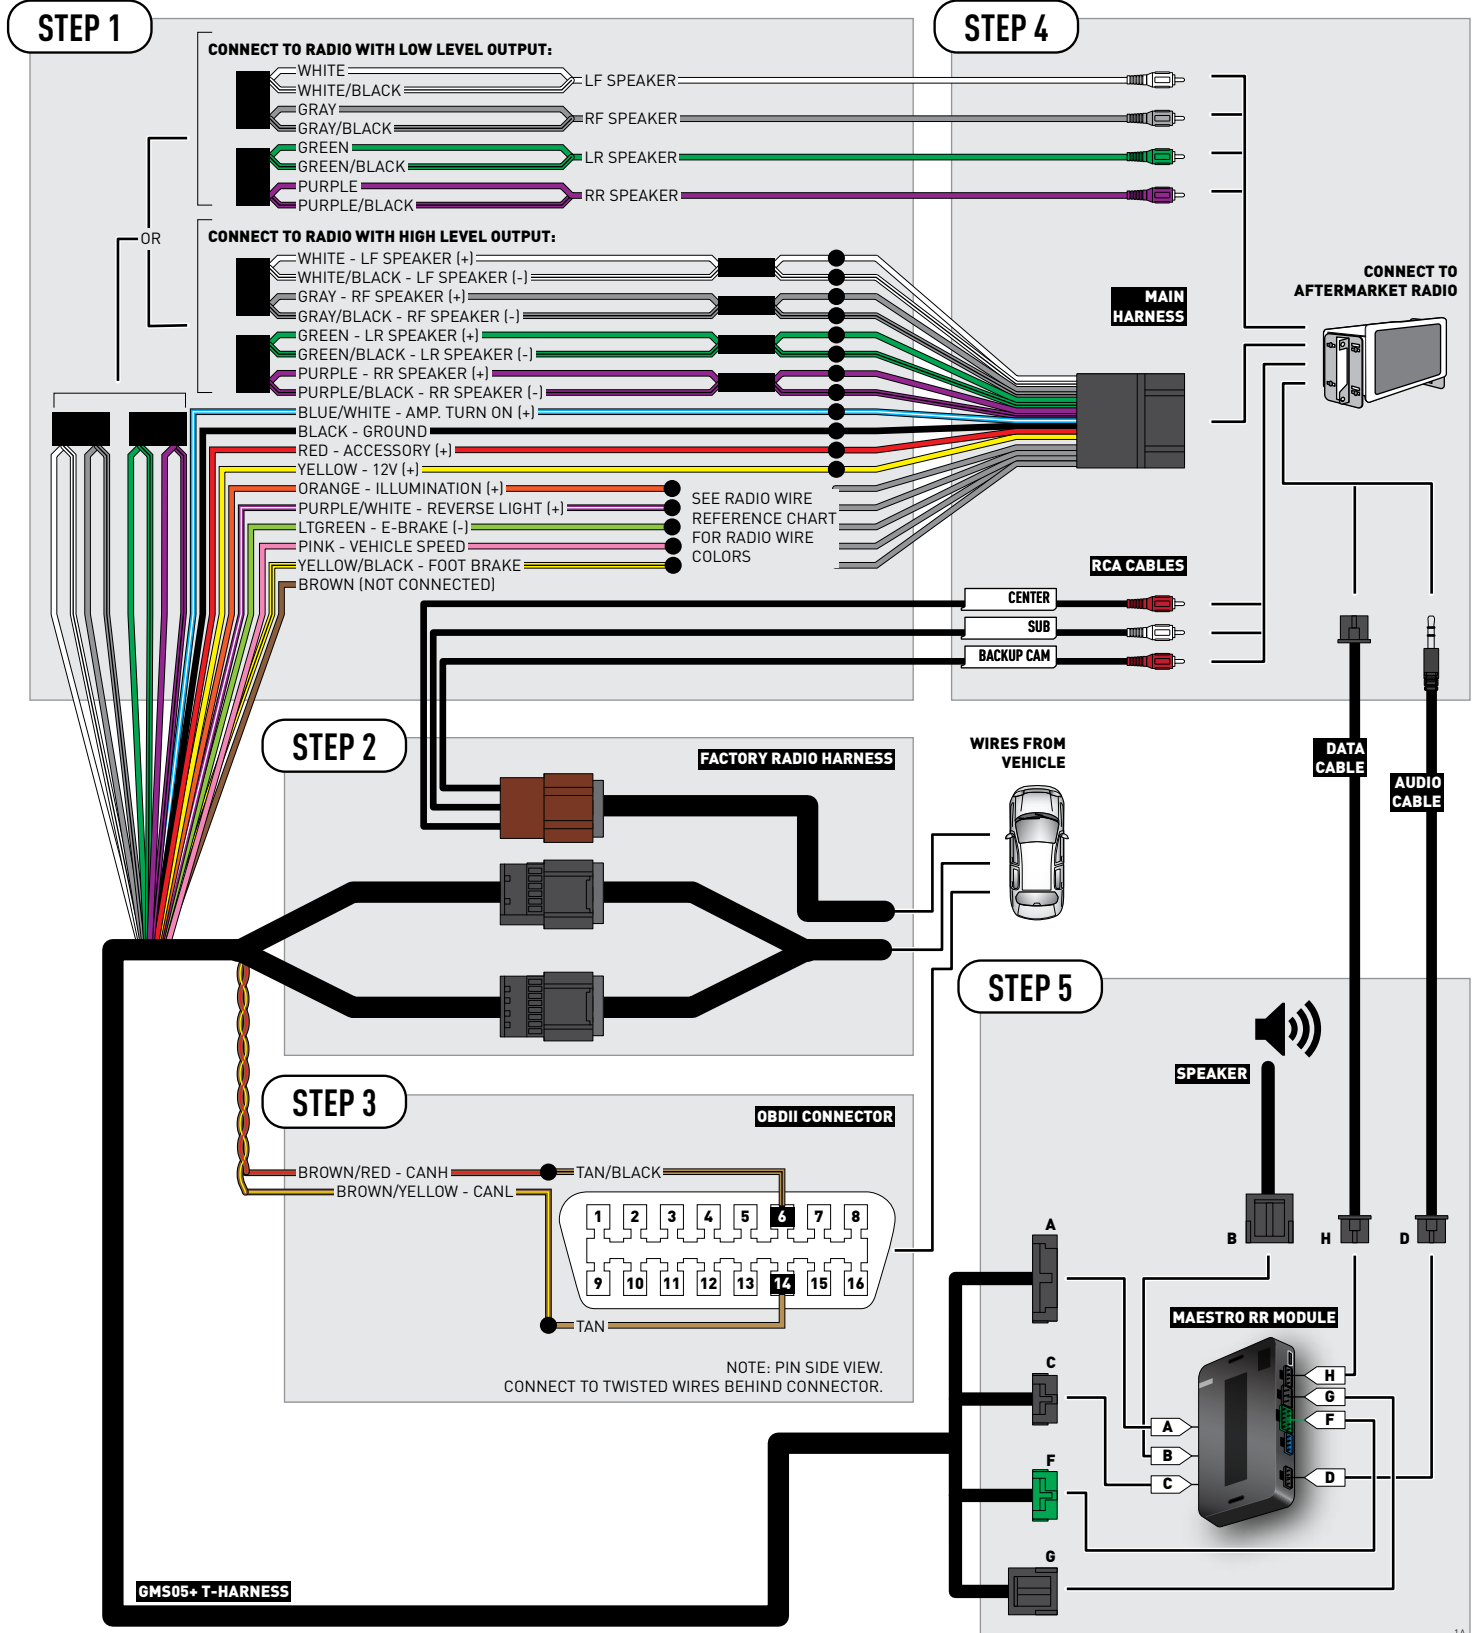 STEP 1
CONNECT TO RADIO WITH LOW LEVEL OUTPUT:
WHITE
WHITE/BLACK
LF SPEAKER
GRAY
GRAY/BLACK
RF SPEAKER
GREEN
GREEN/BLACK
LR SPEAKER
PURPLE
PURPLE/BLACK
RR SPEAKER
OR
CONNECT TO RADIO WITH HIGH LEVEL OUTPUT:
WHITE - LF SPEAKER (+)
WHITE/BLACK - LF SPEAKER (-)
GRAY - RF SPEAKER (+)
GRAY/BLACK - RF SPEAKER (-)
GREEN - LR SPEAKER (+)
GREEN/BLACK - LR SPEAKER (-)
PURPLE - RR SPEAKER (+)
PURPLE/BLACK - RR SPEAKER (-)
BLUE/WHITE - AMP. TURN ON (+)
BLACK - GROUND
RED - ACCESSORY (+)
YELLOW - 12V (+)
ORANGE - ILLUMINATION (+)
PURPLE/WHITE - REVERSE LIGHT (+)
LTGREEN - E-BRAKE (-)
PINK - VEHICLE SPEED
YELLOW/BLACK - FOOT BRAKE
BROWN (NOT CONNECTED)
SEE RADIO WIRE
REFERENCE CHART
FOR RADIO WIRE
COLORS
STEP 4
CONNECT TO
AFTERMARKET RADIO
MAIN
HARNESS
RCA CABLES
CENTER
SUB
BACKUP CAM
DATA
CABLE
AUDIO
CABLE
STEP 2
FACTORY RADIO HARNESS
WIRES FROM
VEHICLE
STEP 3
OBDII CONNECTOR
BROWN/RED - CANH
TAN/BLACK
BROWN/YELLOW - CANL
1 2 3 4 5 6 7 8
9 10 11 12 13 14 15 16
TAN
NOTE: PIN SIDE VIEW.
CONNECT TO TWISTED WIRES BEHIND CONNECTOR.
STEP 5
SPEAKER
B
H
D
A
C
F
G
MAESTRO RR MODULE
H
G
F
D
A
B
C
GMS05+ T-HARNESS
1A